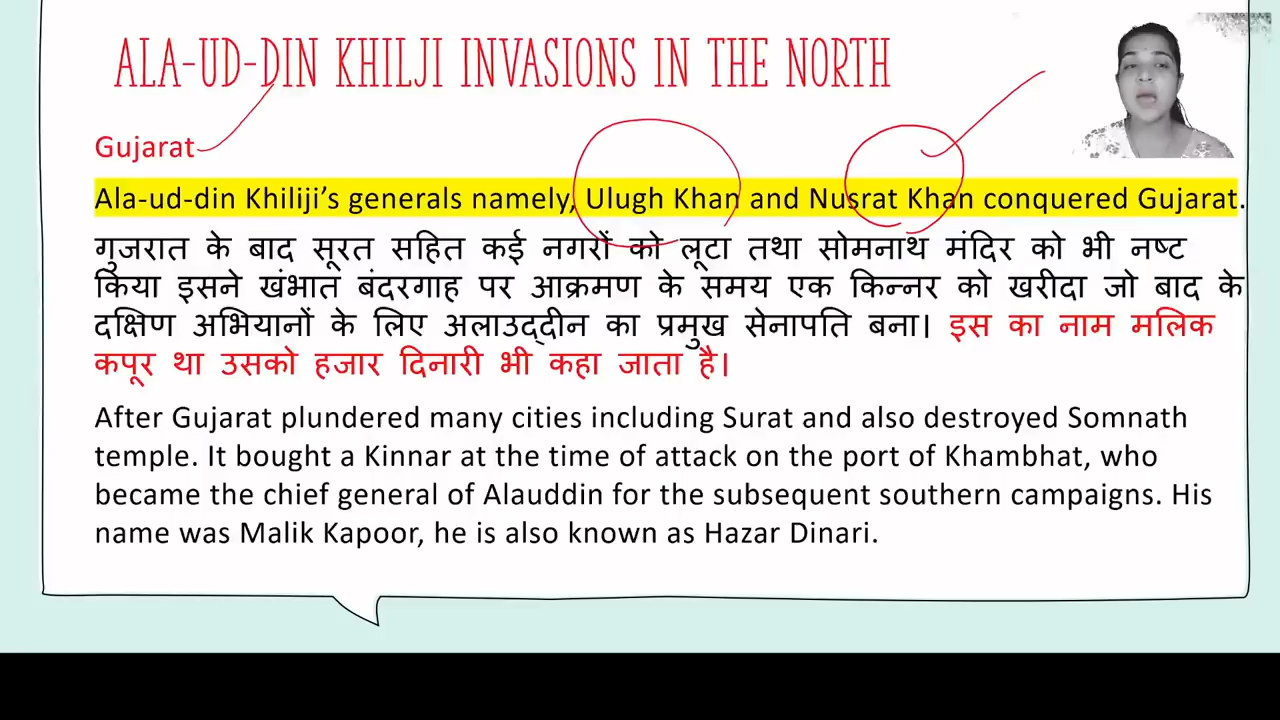 ALA-UD-DIN KHILJI INVASIONS IN THE NORTH
Gujarat
Ala-ud-din Khiliji’s generals namely, Ulugh Khan and Nusrat Khan conquered Gujarat.
गुजरात के बाद सूरत सहित कई नगरों को लूटा तथा सोमनाथ मंदिर को भी नष्ट
किया इसने खंभात बंदरगाह पर आक्रमण के समय एक किन्नर को खरीदा जो बाद के
दक्षिण अभियानों के लिए अलाउद्दीन का प्रमुख सेनापति बना। इस का नाम मलिक
कपूर था उसको हजार दिनारी भी कहा जाता है।
After Gujarat plundered many cities including Surat and also destroyed Somnath
temple. It bought a Kinnar at the time of attack on the port of Khambhat, who
became the chief general of Alauddin for the subsequent southern campaigns. His
name was Malik Kapoor, he is also known as Hazar Dinari.